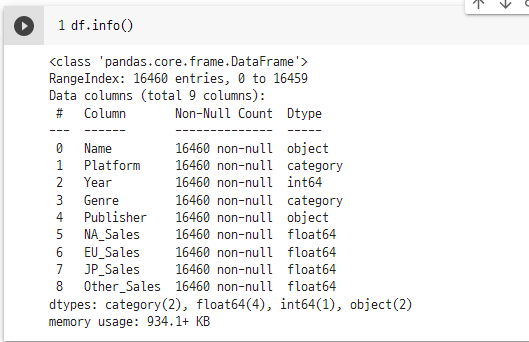 1 df.info()
<class 'pandas.core.frame.DataFrame'>
RangeIndex: 16460 entries, 0 to 16459
Data columns (total 9 columns):
 #   Column       Non-Null Count  Dtype
---  ------       --------------  -----
 0   Name         16460 non-null  object
 1   Platform     16460 non-null  category
 2   Year         16460 non-null  int64
 3   Genre        16460 non-null  category
 4   Publisher    16460 non-null  object
 5   NA_Sales     16460 non-null  float64
 6   EU_Sales     16460 non-null  float64
 7   JP_Sales     16460 non-null  float64
 8   Other_Sales  16460 non-null  float64
dtypes: category(2), float64(4), int64(1), object(2)
memory usage: 934.1+ KB